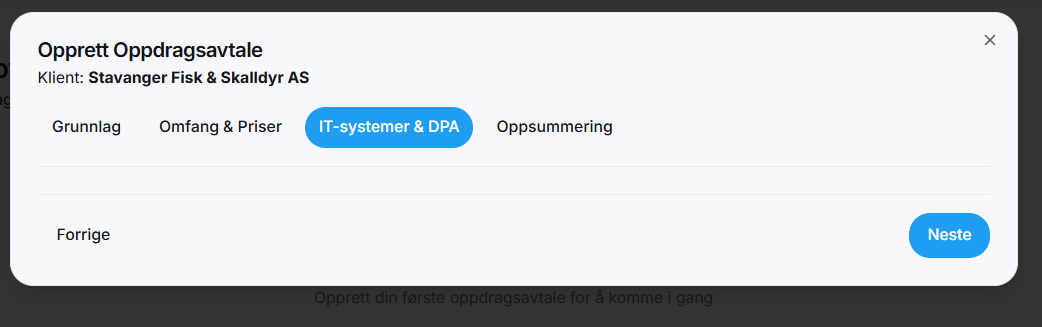 Opprett Oppdragsavtale
Klient: Stavanger Fisk & Skalldyr AS
Grunnlag Omfang & Priser IT-systemer & DPA Oppsummering
Forrige Neste
Opprett din første oppdragsavtale for å komme i gang